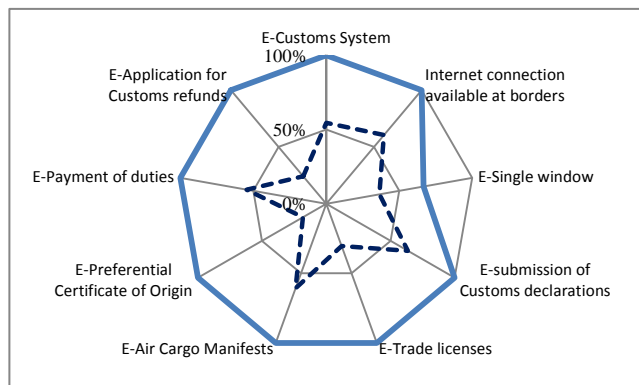 E-Customs System
100%
E-Application for
Customs refunds
Internet connection
available at borders
50%
E-Payment of duties
E-Single window
0%
E-Preferential
Certificate of Origin
E-submission of
Customs declarations
E-Air Cargo Manifests
E-Trade licenses